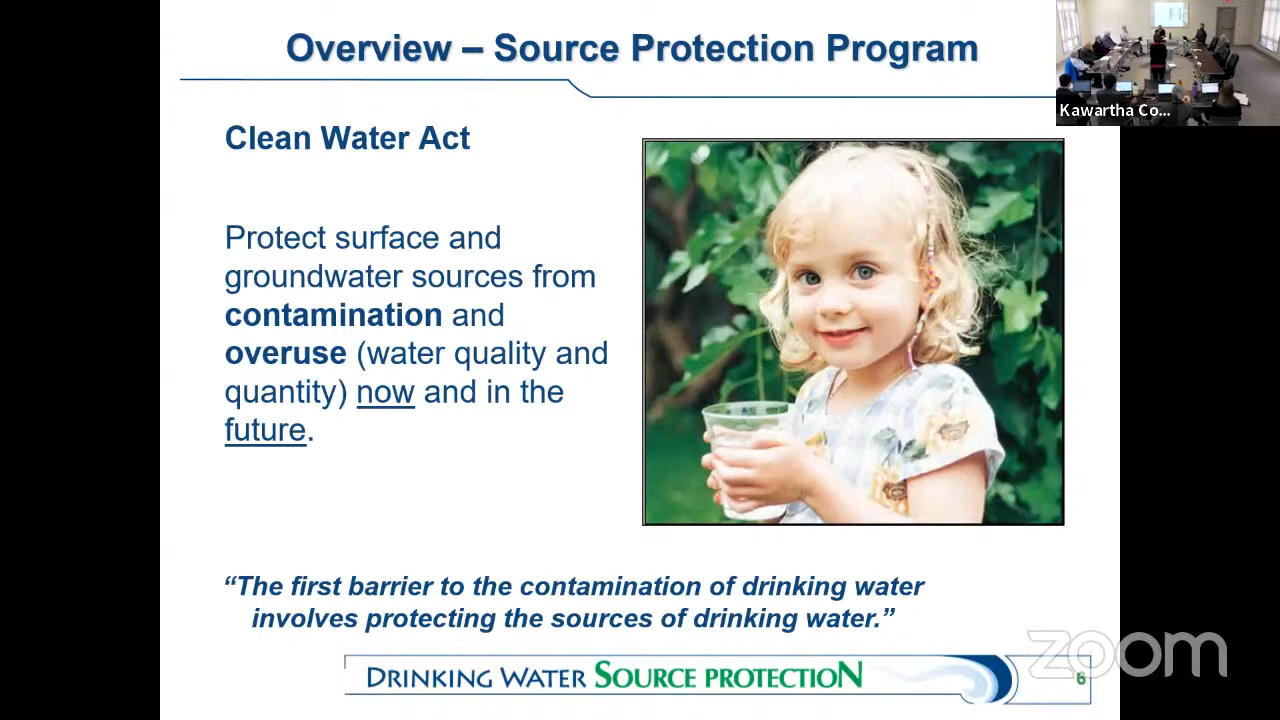 Overview – Source Protection Program
Kawartha Co...
Clean Water Act
Protect surface and
groundwater sources from
contamination and
overuse (water quality and
quantity) now and in the
future.
“The first barrier to the contamination of drinking water
involves protecting the sources of drinking water.”
DRINKING WATER SOURCE PROTECTION
6
zoom